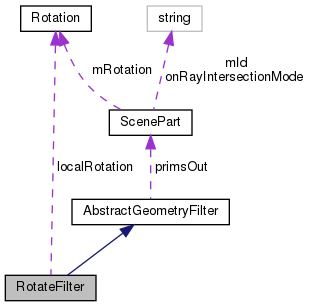 Rotation
string
mRotation
mId
onRayIntersectionMode
ScenePart
localRotation
primsOut
AbstractGeometryFilter
RotateFilter